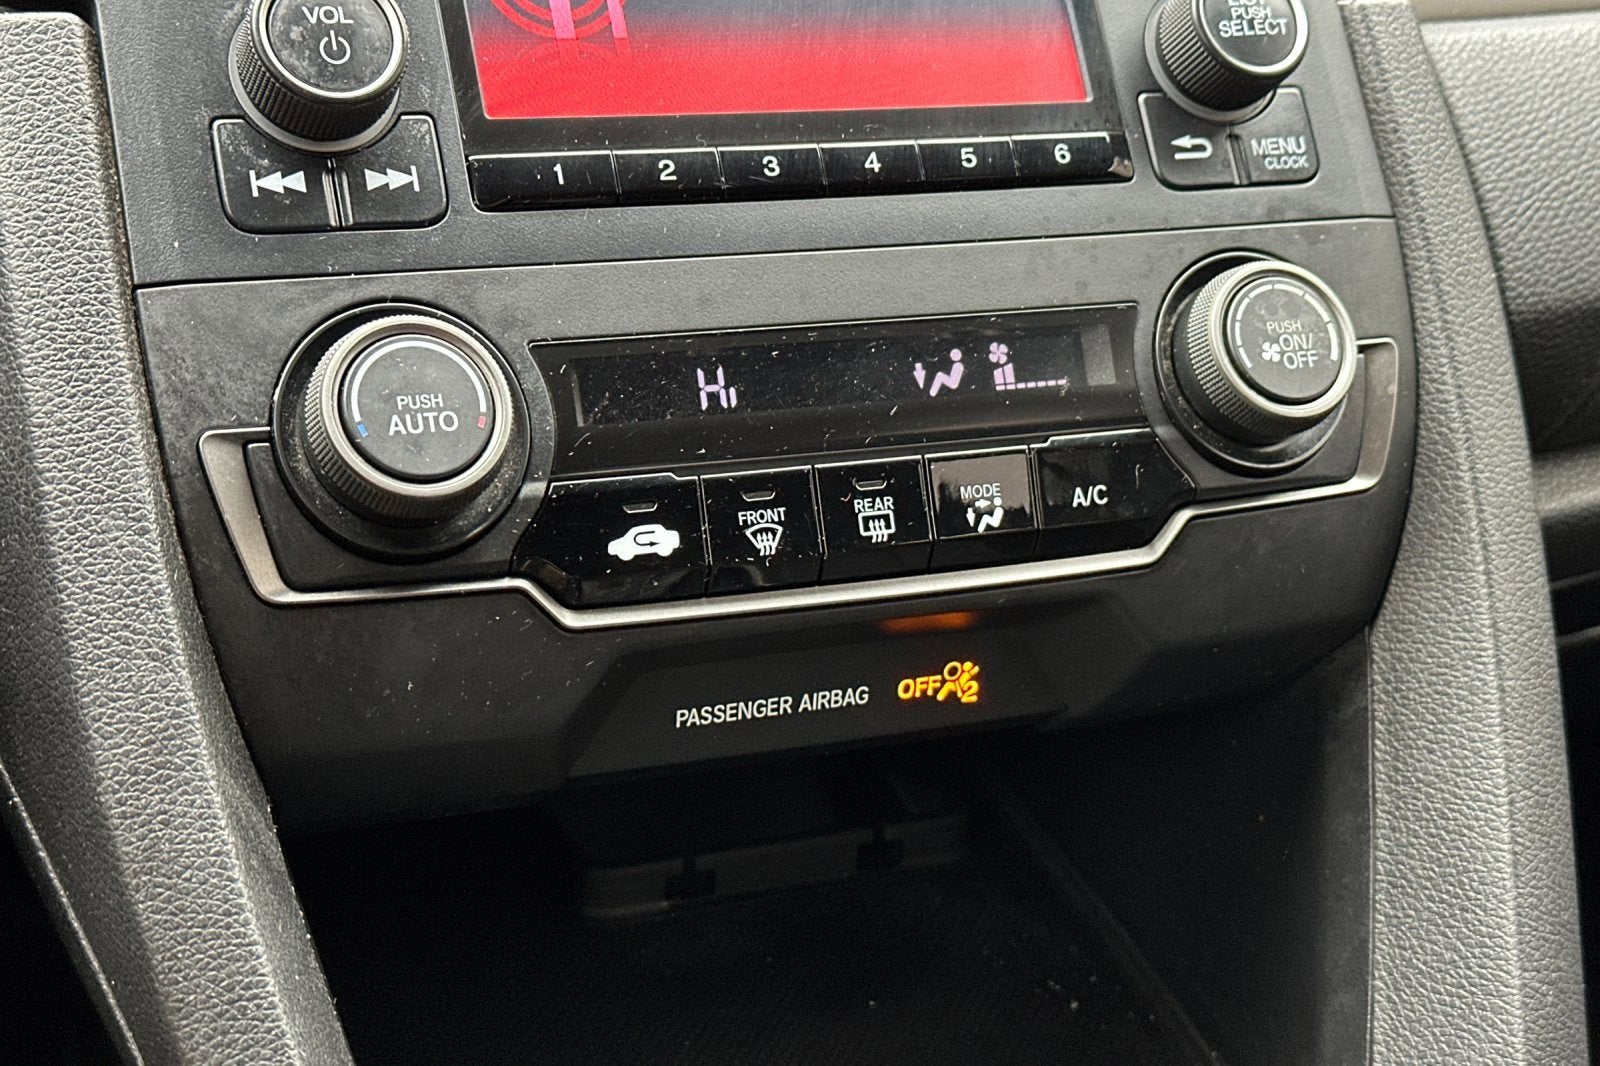 VOL
PUSH
SELECT
1 2 3 4 5 6
MENU
CLOCK
PUSH
AUTO
Hi
PUSH
ON/
OFF
FRONT
REAR
MODE
A/C
PASSENGER AIRBAG
OFF
2